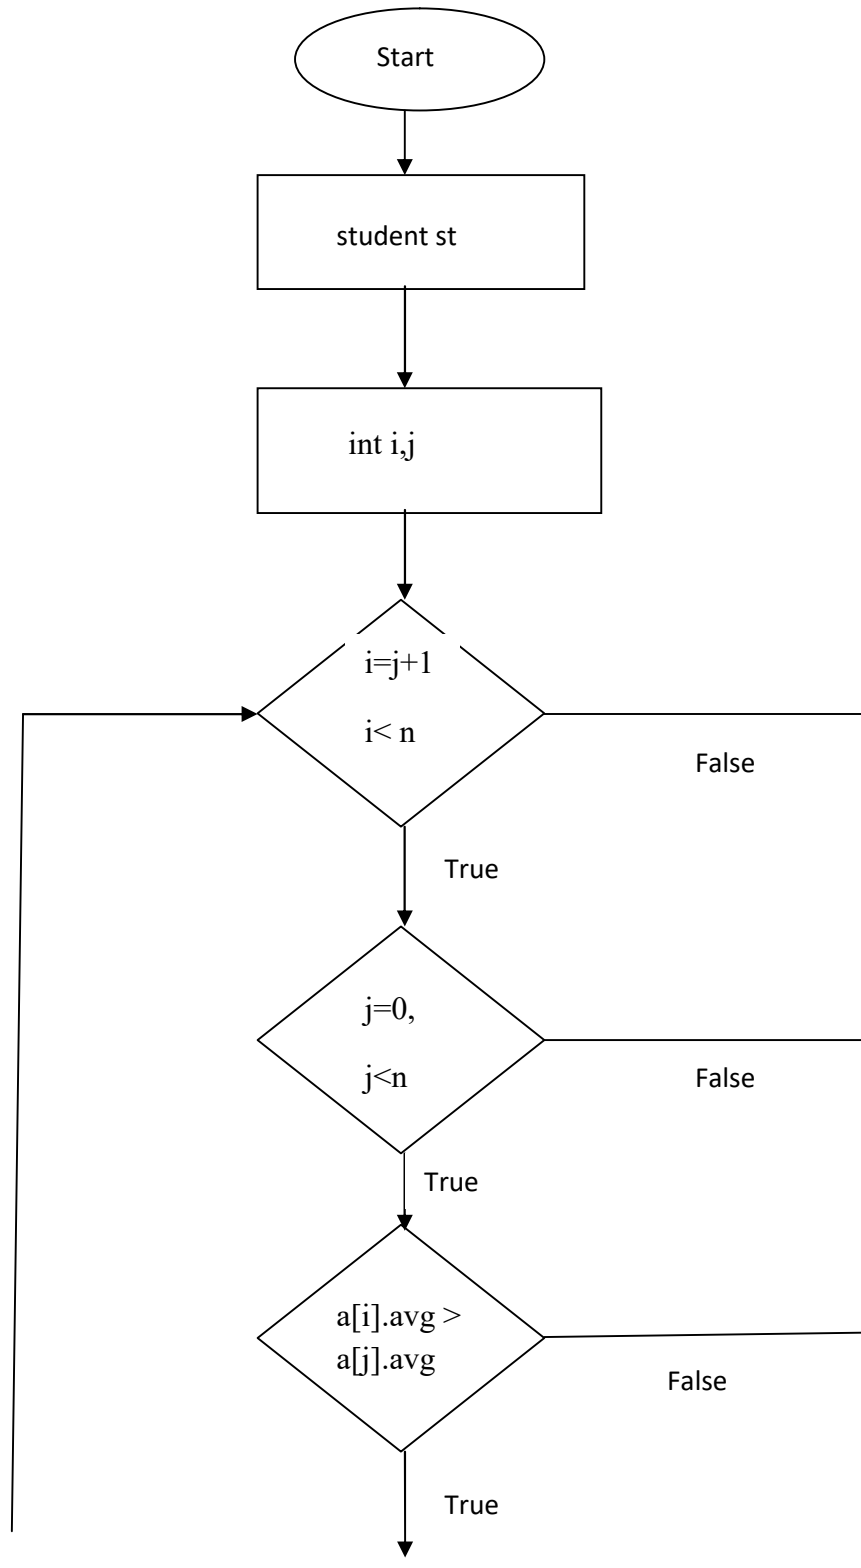 Start
student st
int i,j
i=j+1
i< n
False
True
j=0,
j<n
False
True
a[i].avg >
a[j].avg
False
True